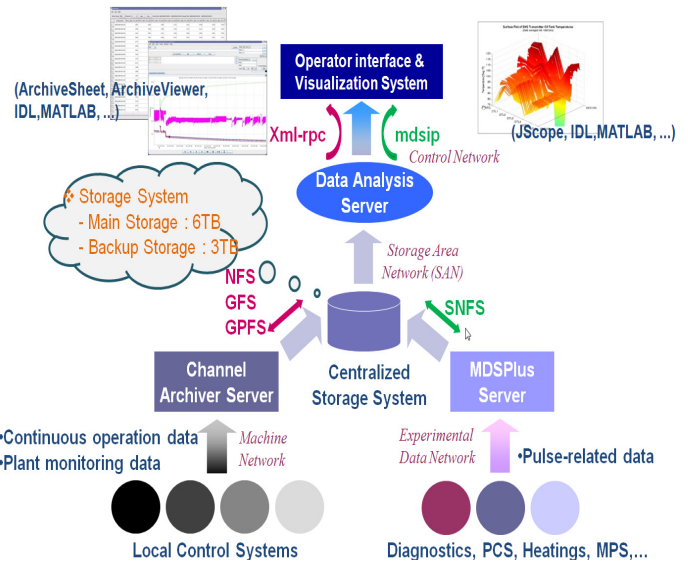 Operator interface &
Visualization System
(ArchiveSheet, ArchiveViewer,
IDL,MATLAB, ...)
(JScope, IDL,MATLAB, ...)
Xml-rpc
mdsip
Control Network
Data Analysis
Server
❖ Storage System
- Main Storage : 6TB
- Backup Storage : 3TB
Storage Area
Network (SAN)
NFS
GFS
GPFS
SNFS
Channel
Archiver Server
Centralized
Storage System
MDSPlus
Server
•Continuous operation data
•Plant monitoring data
Machine
Network
Experimental
Data Network
•Pulse-related data
Local Control Systems
Diagnostics, PCS, Heatings, MPS,…